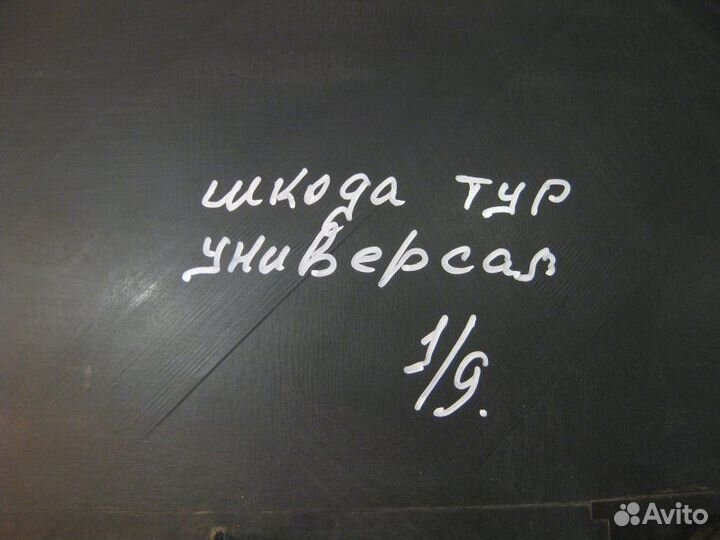 шкода тур
универсал
1/9.
Avito